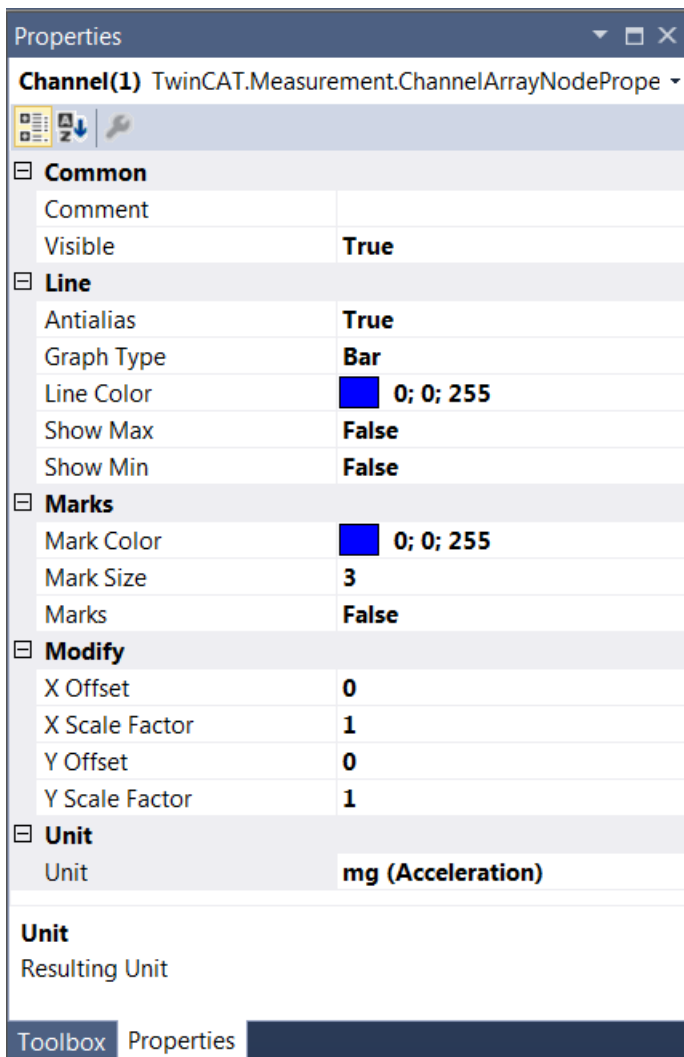 Properties
Channel(1) TwinCAT.Measurement.ChannelArrayNodePrope
Common
Comment
Visible True
Line
Antialias True
Graph Type Bar
Line Color 0; 0; 255
Show Max False
Show Min False
Marks
Mark Color 0; 0; 255
Mark Size 3
Marks False
Modify
X Offset 0
X Scale Factor 1
Y Offset 0
Y Scale Factor 1
Unit
Unit mg (Acceleration)
Unit
Resulting Unit
Toolbox Properties